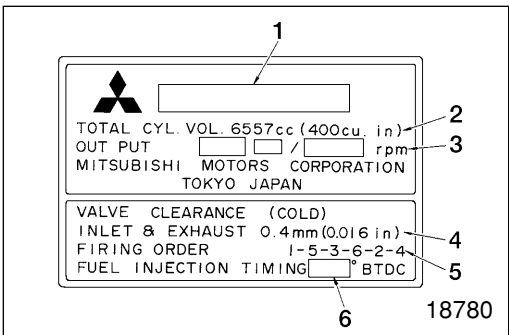 1
TOTAL CYL. VOL. 6557cc (400cu. in) 2
OUT PUT / rpm 3
MITSUBISHI MOTORS CORPORATION
TOKYO JAPAN
VALVE CLEARANCE (COLD)
INLET & EXHAUST 0.4mm (0.016 in) 4
FIRING ORDER 1-5-3-6-2-4 5
FUEL INJECTION TIMING ° BTDC
6
18780